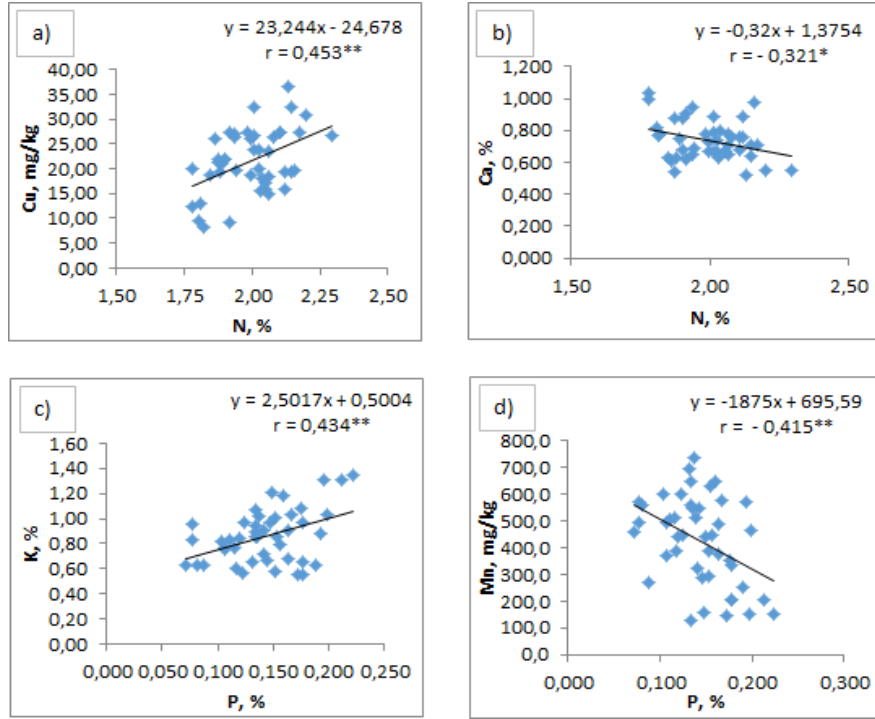 a)
y = 23,244x - 24,678
r = 0,453**
40,00
35,00
30,00
25,00
20,00
15,00
10,00
5,00
0,00
Cu, mg/kg
1,50 1,75 2,00 2,25 2,50
N, %
b)
y = -0,32x + 1,3754
r = - 0,321*
1,200
1,000
0,800
0,600
0,400
0,200
0,000
Ca, %
1,50 2,00 2,50
N, %
c)
y = 2,5017x + 0,5004
r = 0,434**
1,60
1,40
1,20
1,00
0,80
0,60
0,40
0,20
0,00
K, %
0,000 0,050 0,100 0,150 0,200 0,250
P, %
d)
y = -1875x + 695,59
r = - 0,415**
800,0
700,0
600,0
500,0
400,0
300,0
200,0
100,0
0,0
Mn, mg/kg
0,000 0,100 0,200 0,300
P, %